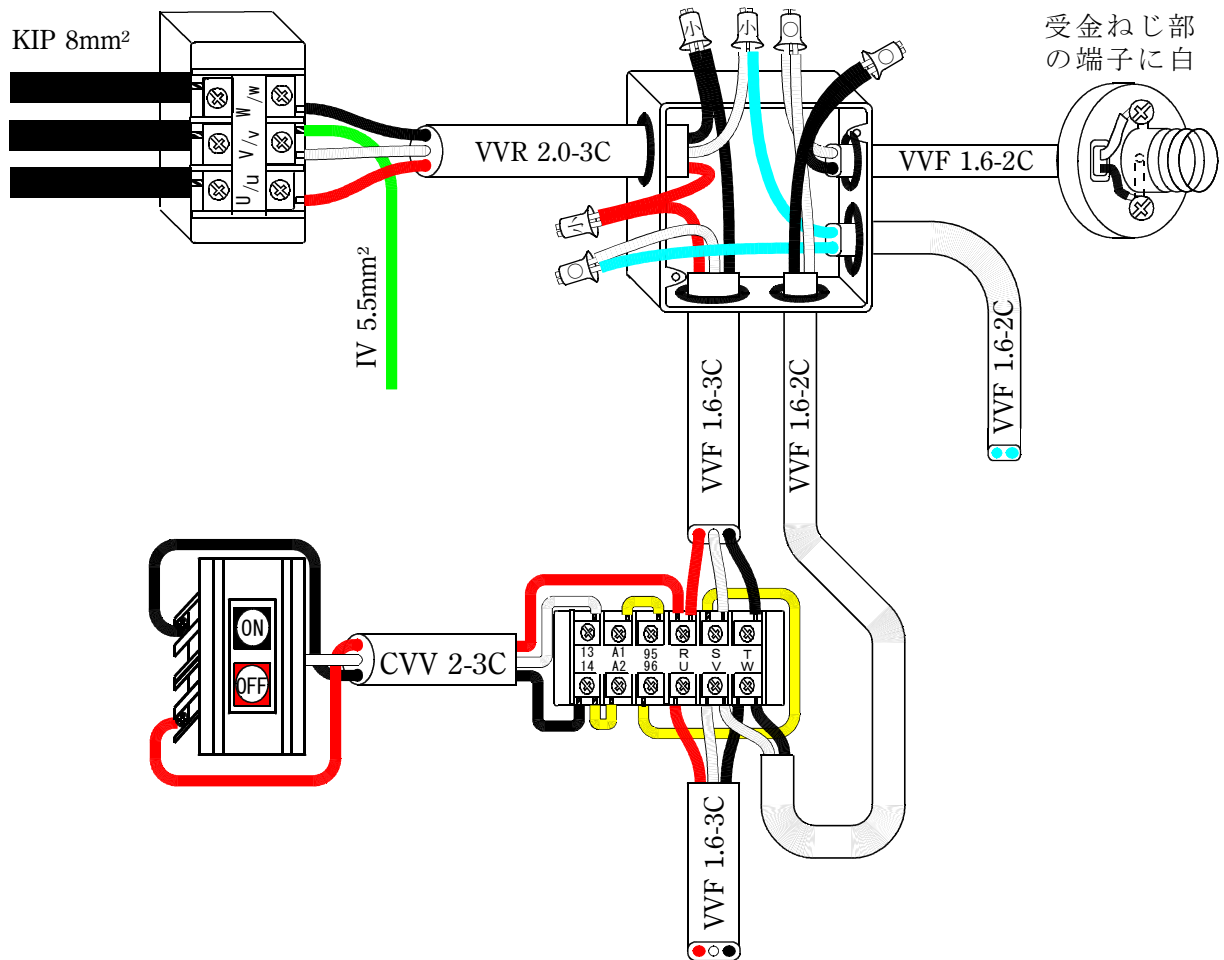 KIP 8mm²
W/w
V/v
U/u
VVR 2.0-3C
IV 5.5mm²
小
小
○
○
小
○
受金ねじ部
の端子に白
VVF 1.6-2C
VVF 1.6-2C
VVF 1.6-3C
VVF 1.6-2C
ON
OFF
CVV 2-3C
13 A1 95 R S T
14 A2 96 U V W
VVF 1.6-3C